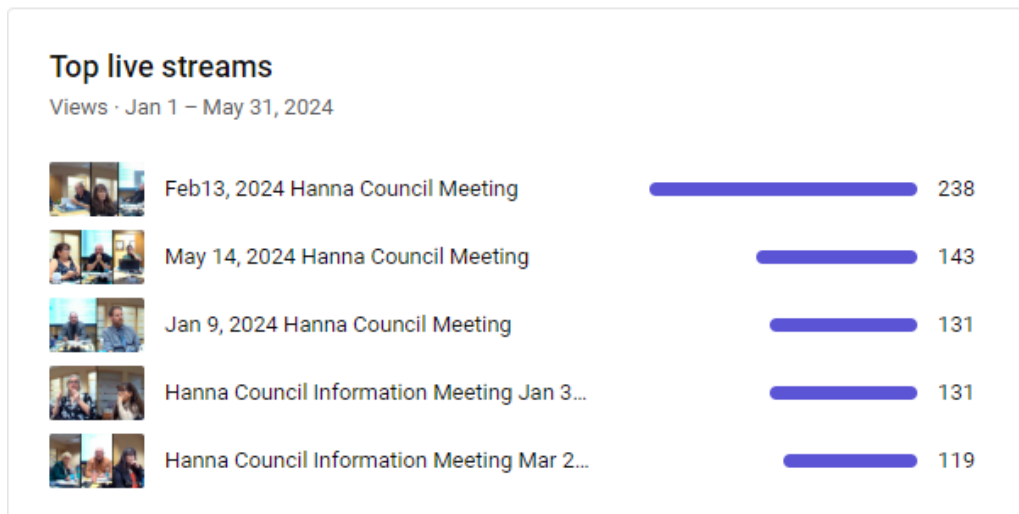 Top live streams
Views · Jan 1 – May 31, 2024
Feb13, 2024 Hanna Council Meeting 238
May 14, 2024 Hanna Council Meeting 143
Jan 9, 2024 Hanna Council Meeting 131
Hanna Council Information Meeting Jan 3... 131
Hanna Council Information Meeting Mar 2... 119